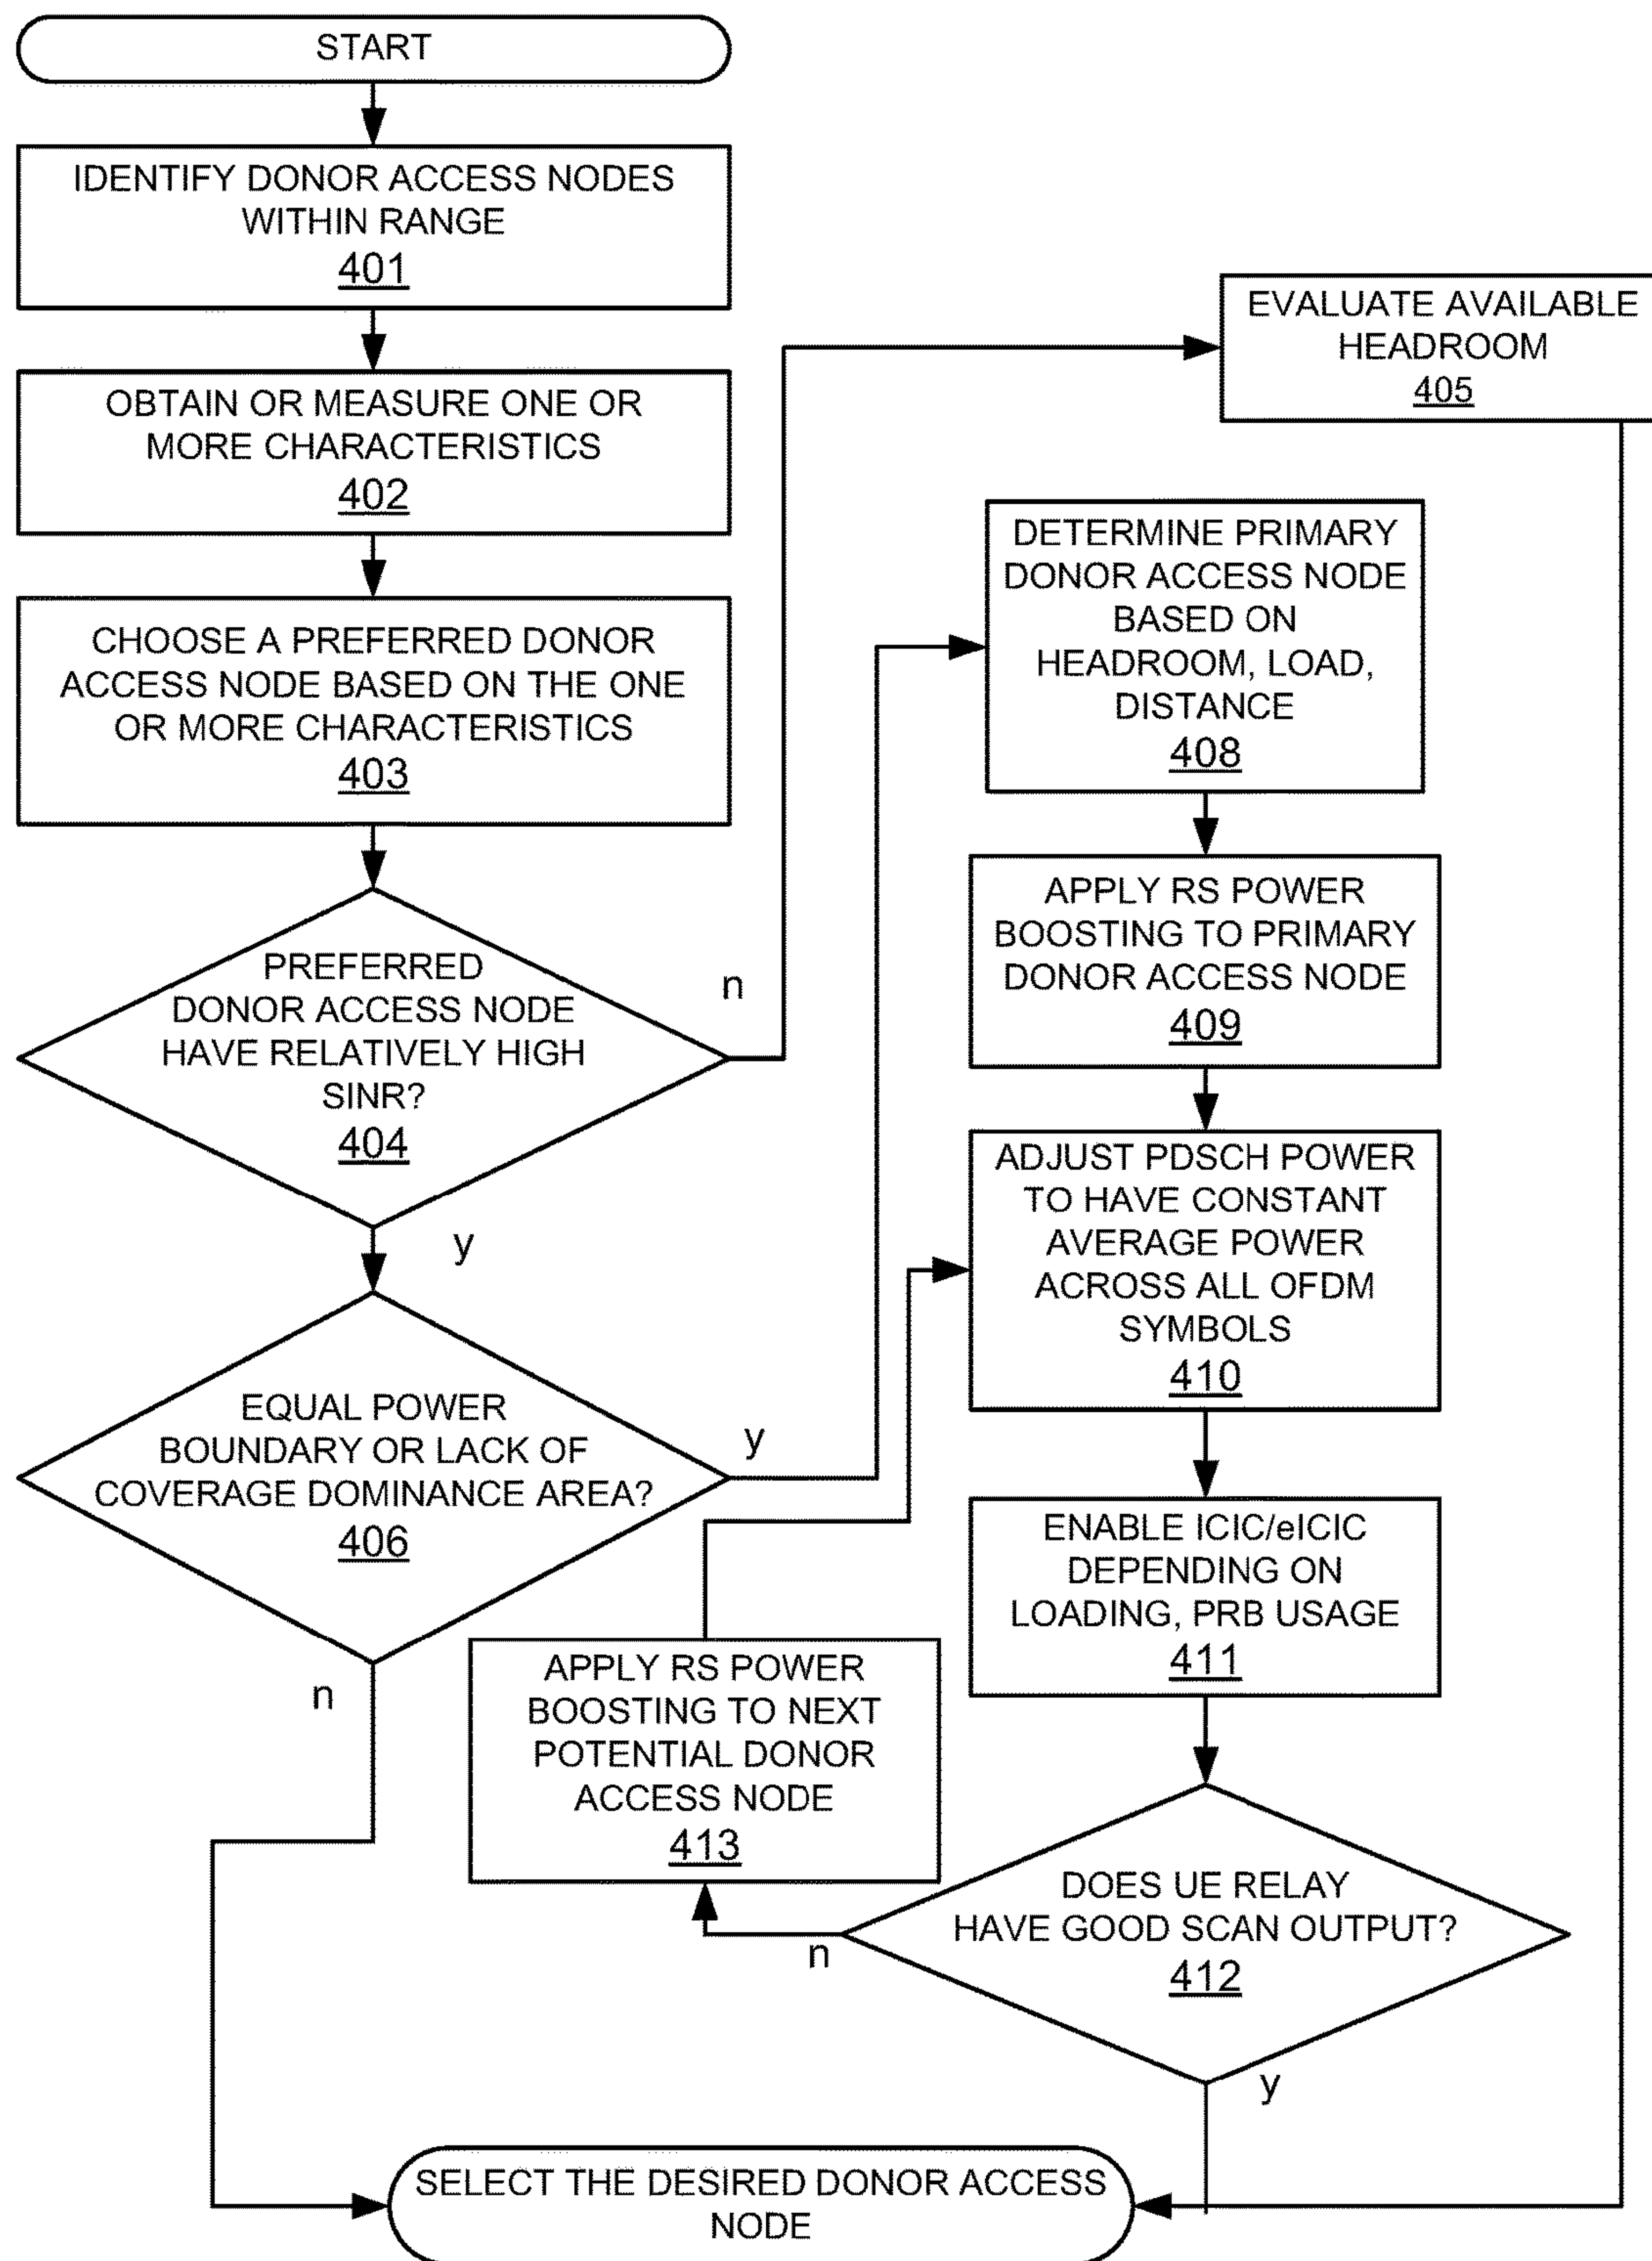 START
IDENTIFY DONOR ACCESS NODES
WITHIN RANGE
401
OBTAIN OR MEASURE ONE OR
MORE CHARACTERISTICS
402
CHOOSE A PREFERRED DONOR
ACCESS NODE BASED ON THE ONE
OR MORE CHARACTERISTICS
403
PREFERRED
DONOR ACCESS NODE
HAVE RELATIVELY HIGH
SINR?
404
n
y
EVALUATE AVAILABLE
HEADROOM
405
EQUAL POWER
BOUNDARY OR LACK OF
COVERAGE DOMINANCE AREA?
406
y
n
DETERMINE PRIMARY
DONOR ACCESS NODE
BASED ON
HEADROOM, LOAD,
DISTANCE
408
APPLY RS POWER
BOOSTING TO PRIMARY
DONOR ACCESS NODE
409
ADJUST PDSCH POWER
TO HAVE CONSTANT
AVERAGE POWER
ACROSS ALL OFDM
SYMBOLS
410
ENABLE ICIC/eICIC
DEPENDING ON
LOADING, PRB USAGE
411
DOES UE RELAY
HAVE GOOD SCAN OUTPUT?
412
n
y
APPLY RS POWER
BOOSTING TO NEXT
POTENTIAL DONOR
ACCESS NODE
413
SELECT THE DESIRED DONOR ACCESS
NODE